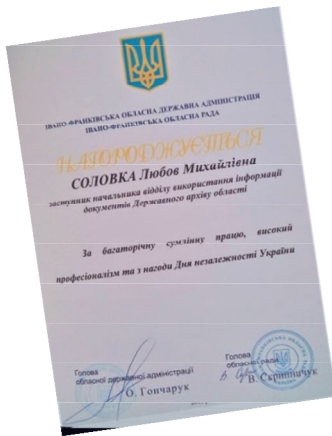 ІВАНО-ФРАНКІВСЬКА ОБЛАСНА ДЕРЖАВНА АДМІНІСТРАЦІЯ
ІВАНО-ФРАНКІВСЬКА ОБЛАСНА РАДА
НАГОРОДЖУЄТЬСЯ
СОЛОВКА Любов Михайлівна
заступник начальника відділу використання інформації
документів Державного архіву області
За багаторічну сумлінну працю, високий
професіоналізм та з нагоди Дня незалежності України
Голова
обласної державної адміністрації
О. Гончарук
Голова
обласної ради
В. Скрипничук